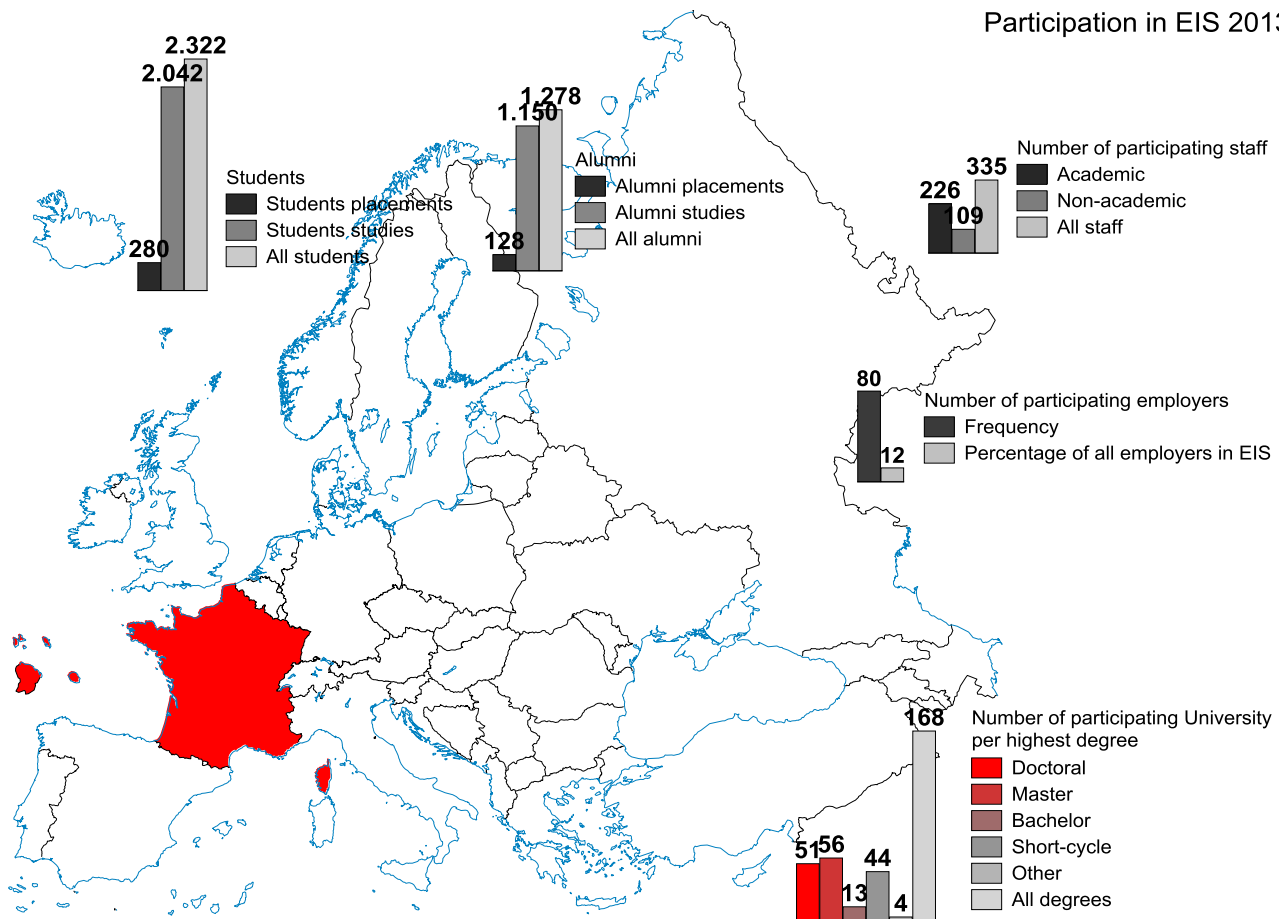 Participation in EIS 2013
2.322
2.042
280
Students
Students placements
Students studies
All students
1.278
1.150
128
Alumni
Alumni placements
Alumni studies
All alumni
335
226
109
Number of participating staff
Academic
Non-academic
All staff
80
12
Number of participating employers
Frequency
Percentage of all employers in EIS
168
51
56
13
44
4
Number of participating University
per highest degree
Doctoral
Master
Bachelor
Short-cycle
Other
All degrees